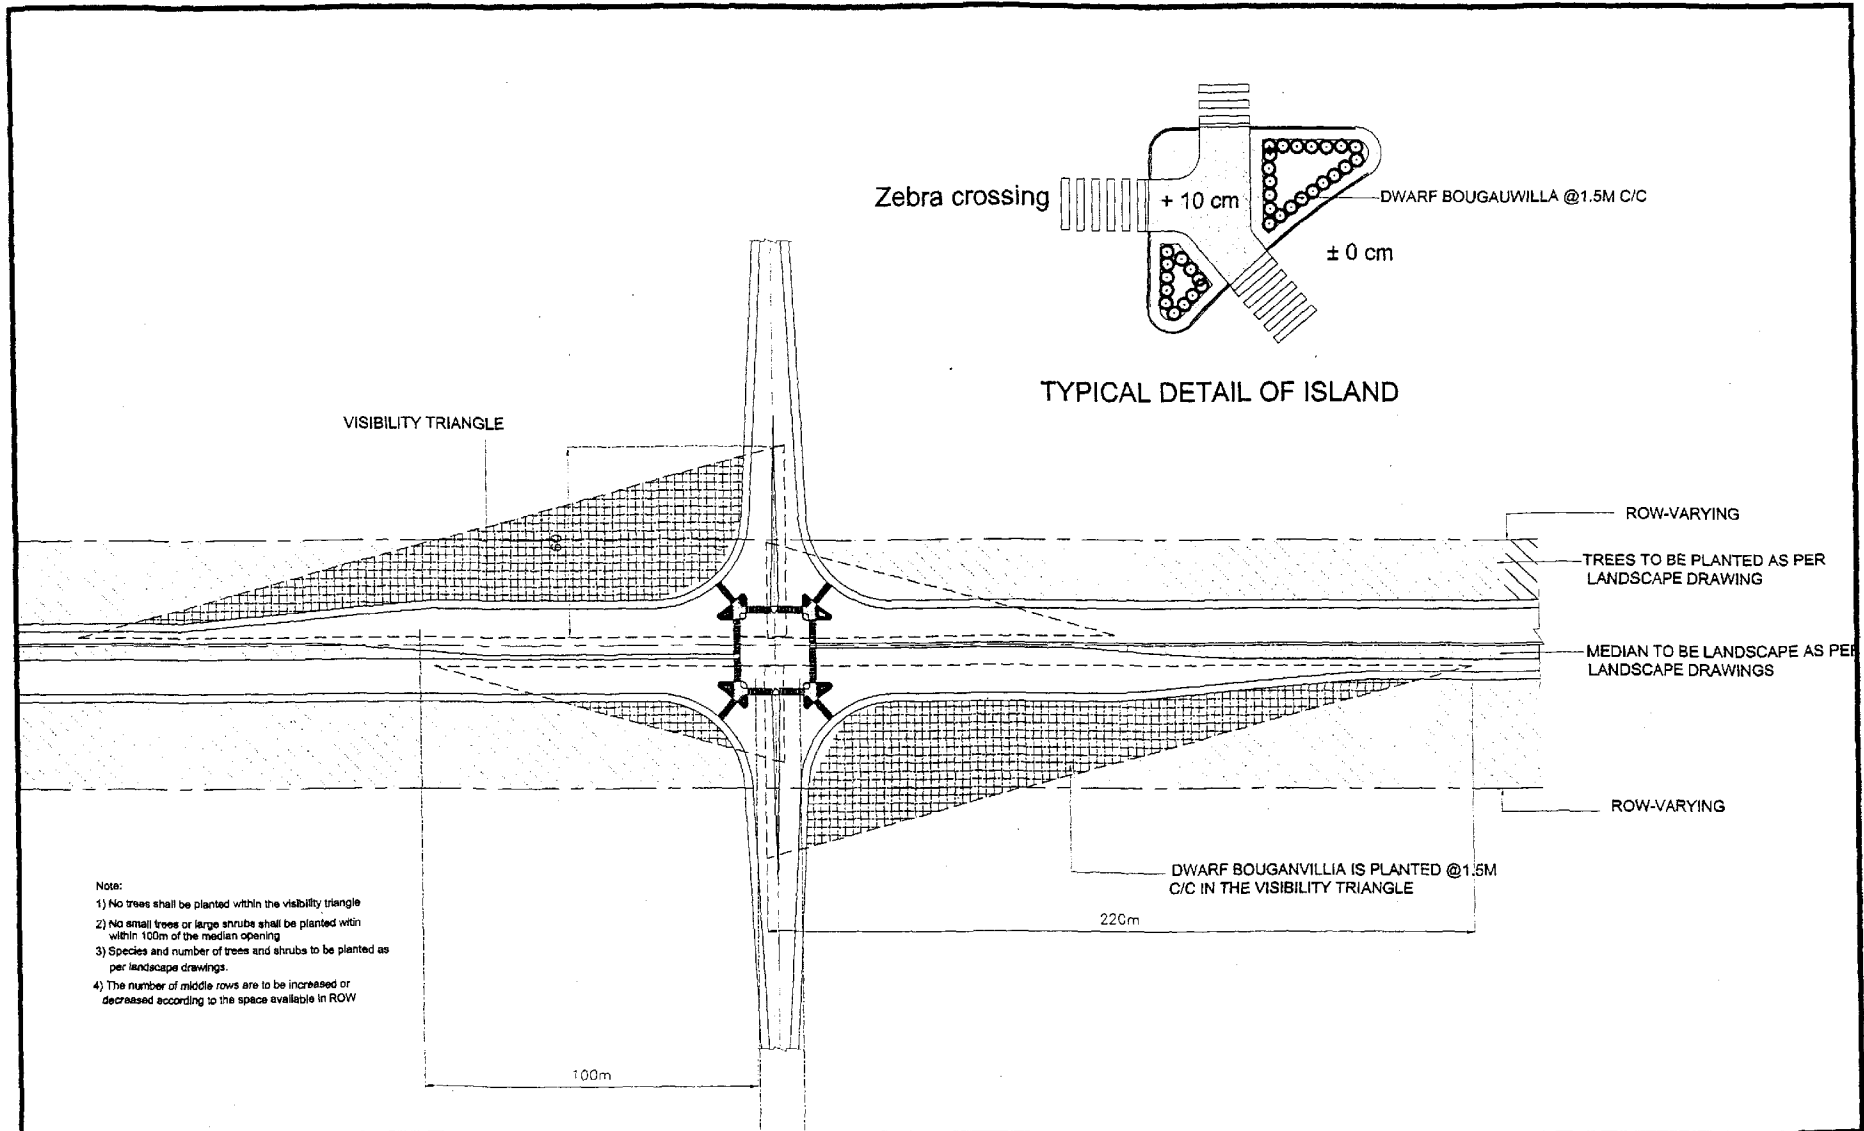 Zebra crossing
+ 10 cm
DWARF BOUGAUWILLA @1.5M C/C
± 0 cm
TYPICAL DETAIL OF ISLAND
VISIBILITY TRIANGLE
60
ROW-VARYING
TREES TO BE PLANTED AS PER
LANDSCAPE DRAWING
MEDIAN TO BE LANDSCAPE AS PER
LANDSCAPE DRAWINGS
ROW-VARYING
DWARF BOUGANVILLIA IS PLANTED @1.5M
C/C IN THE VISIBILITY TRIANGLE
220m
Note:
1) No trees shall be planted within the visibility triangle
2) No small trees or large shrubs shall be planted witin
within 100m of the median opening
3) Species and number of trees and shrubs to be planted as
per landscape drawings.
4) The number of middle rows are to be increased or
decreased according to the space available in ROW
100m